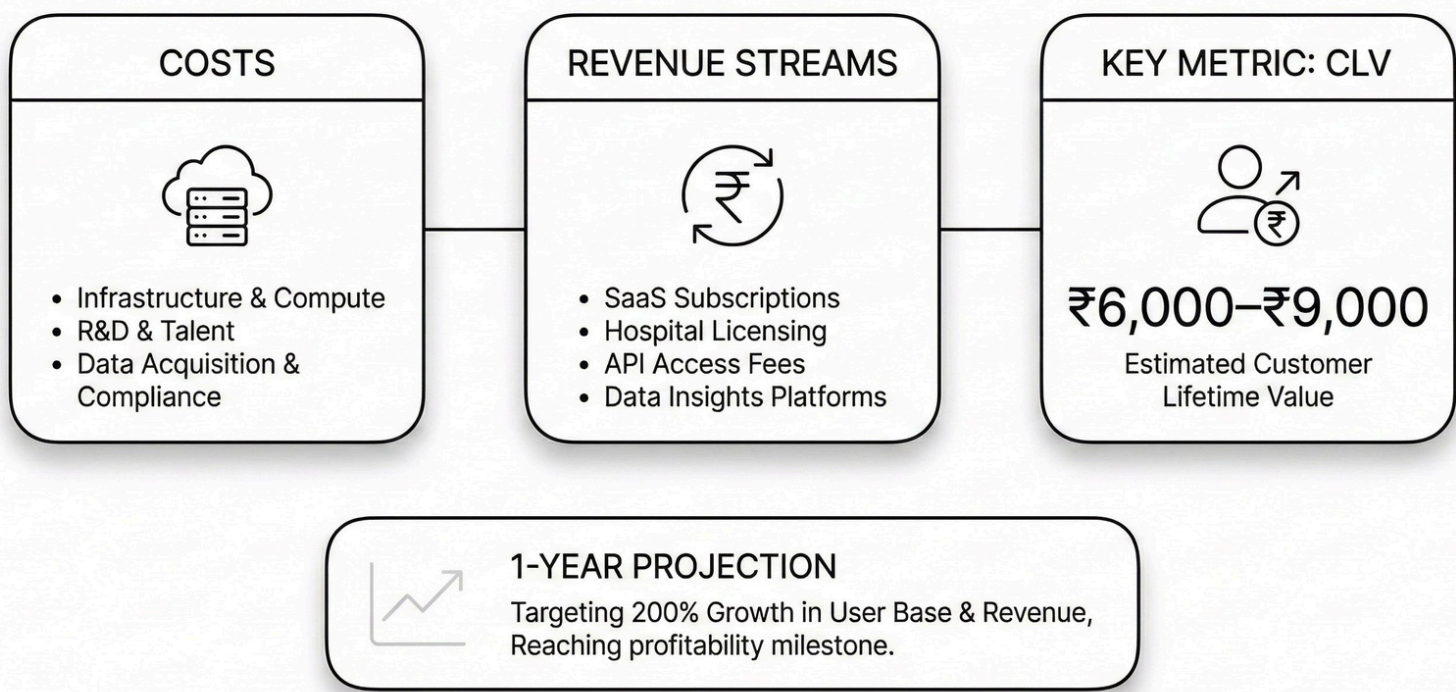 COSTS
• Infrastructure & Compute
• R&D & Talent
• Data Acquisition &
Compliance
REVENUE STREAMS
₹
• SaaS Subscriptions
• Hospital Licensing
• API Access Fees
• Data Insights Platforms
KEY METRIC: CLV
₹
₹6,000–₹9,000
Estimated Customer
Lifetime Value
1-YEAR PROJECTION
Targeting 200% Growth in User Base & Revenue,
Reaching profitability milestone.